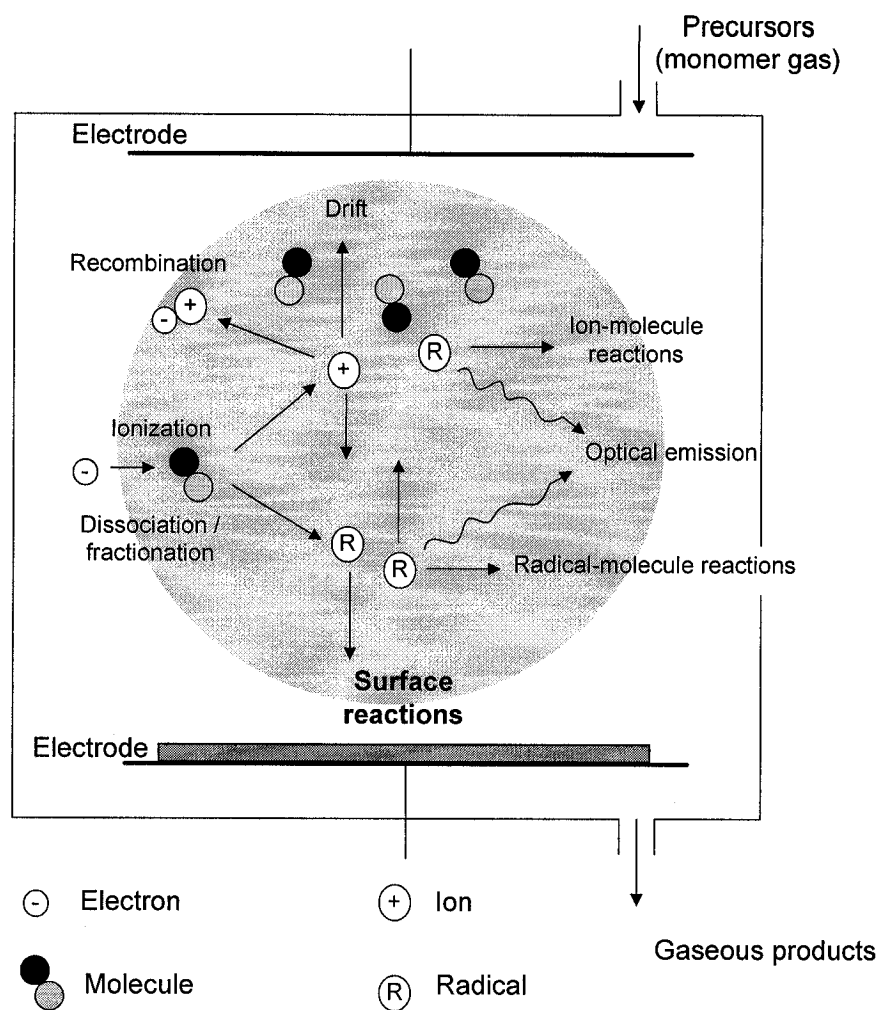 Precursors
(monomer gas)
Electrode
Drift
Recombination
- +
Ion-molecule
reactions
R
+
Ionization
Optical emission
-
Dissociation /
fractionation
R
R
Radical-molecule reactions
Surface
reactions
Electrode
- Electron
+ Ion
Gaseous products
Molecule
R Radical